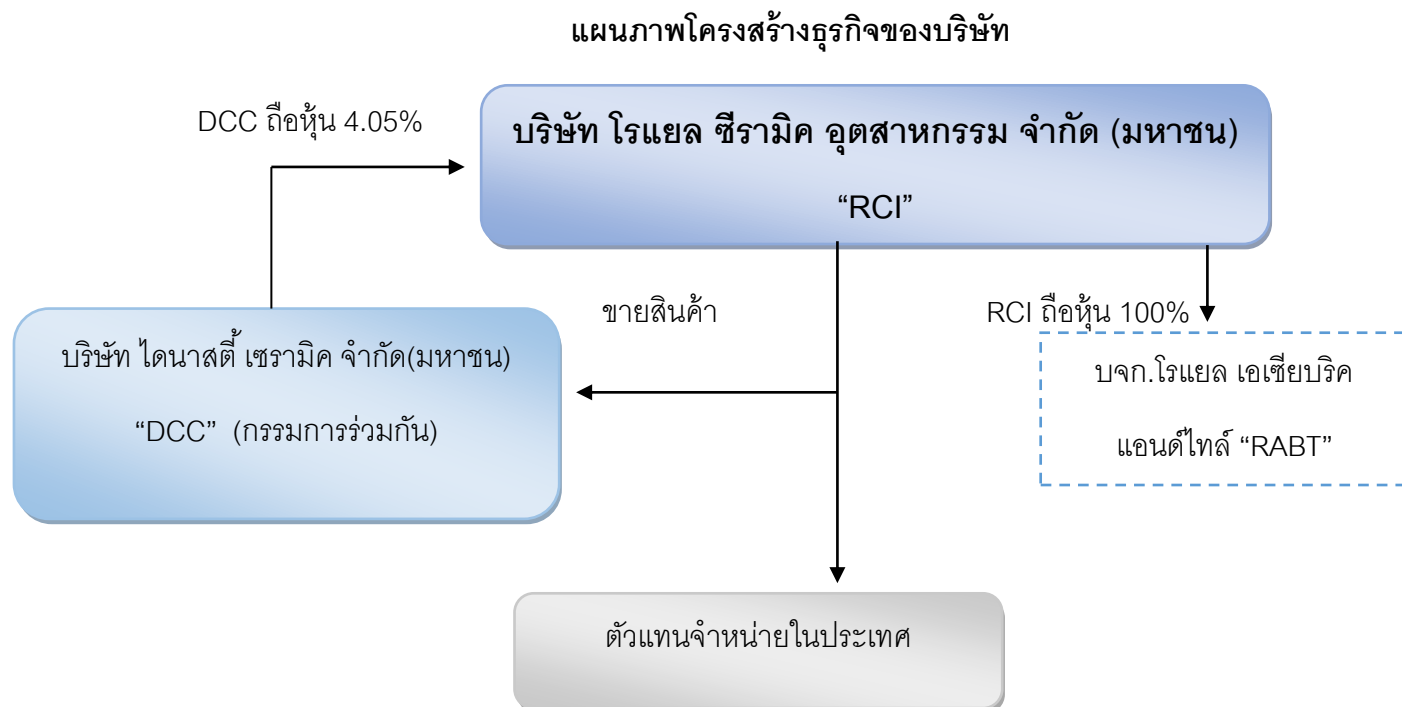 แผนภาพโครงสร้างธุรกิจของบริษัท
DCC ถือหุ้น 4.05%
บริษัท โรแยล ซีรามิค อุตสาหกรรม จำกัด (มหาชน)
“RCI”
ขายสินค้า
RCI ถือหุ้น 100%
บริษัท ไดนาสตี้ เซรามิค จำกัด(มหาชน)
“DCC” (กรรมการร่วมกัน)
บจก.โรแยล เอเซียบริค
แอนด์ไทล์ “RABT”
ตัวแทนจำหน่ายในประเทศ